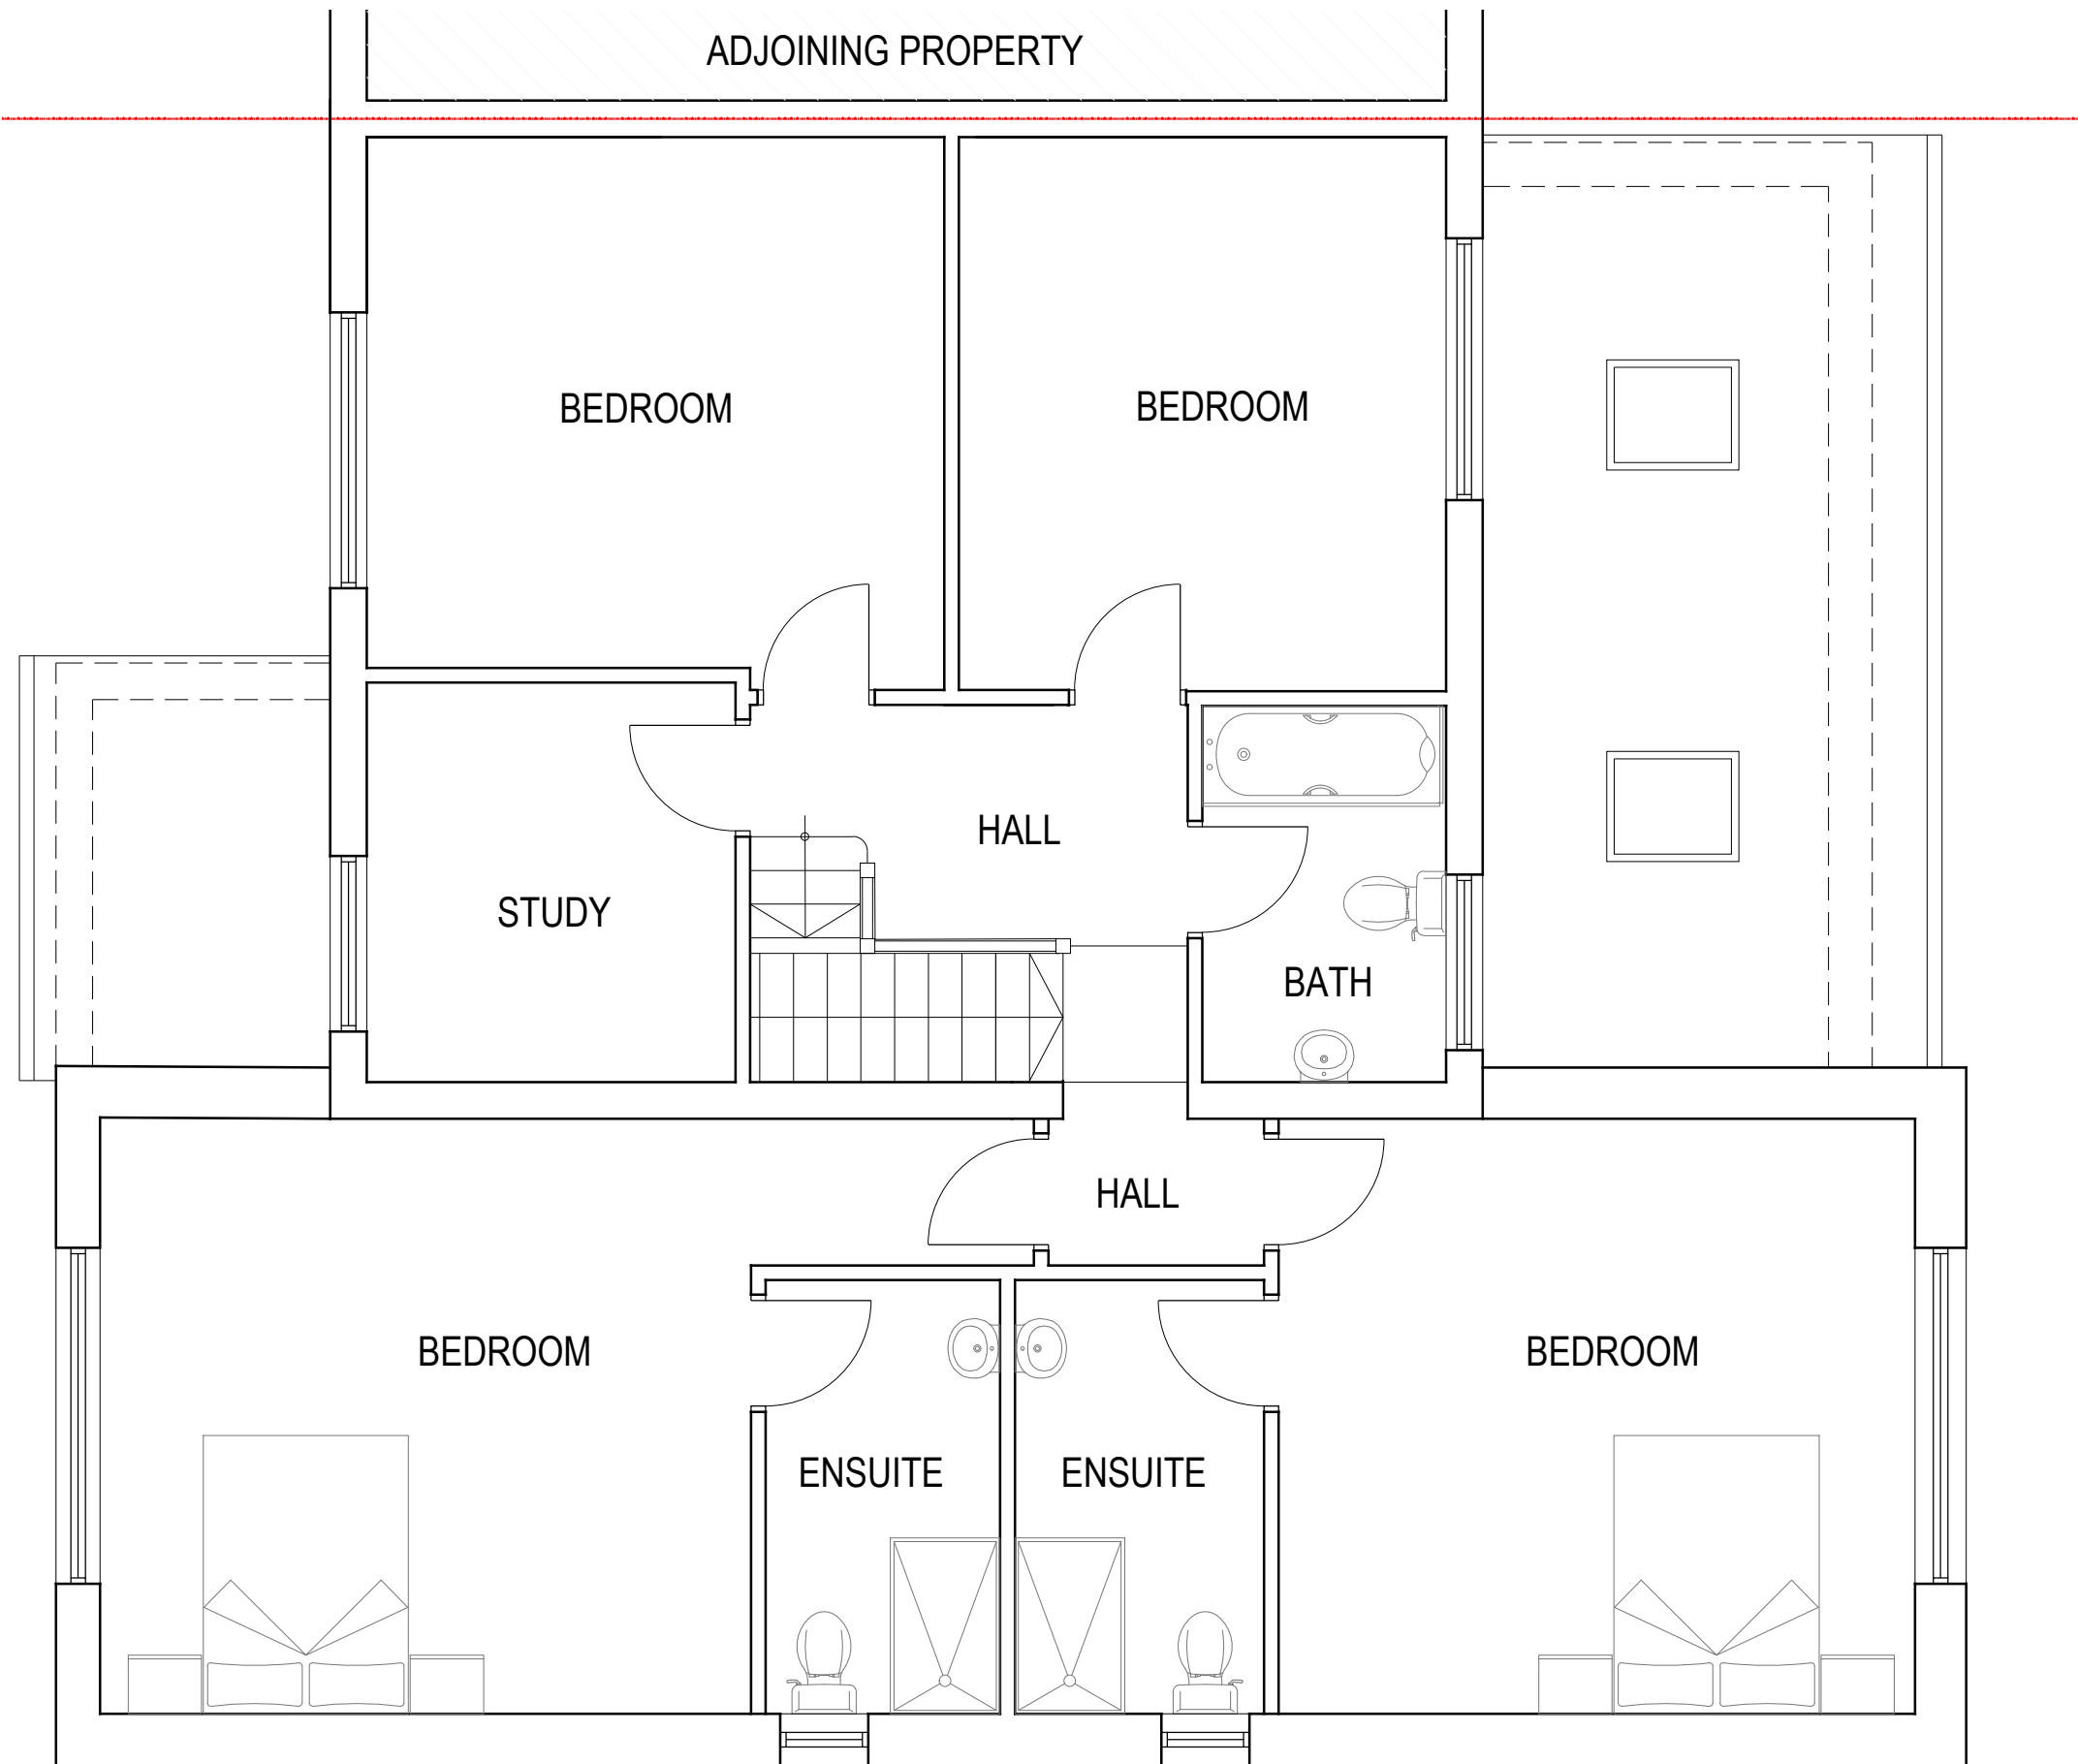 ADJOINING PROPERTY
BEDROOM
BEDROOM
HALL
STUDY
BATH
HALL
BEDROOM
BEDROOM
ENSUITE
ENSUITE